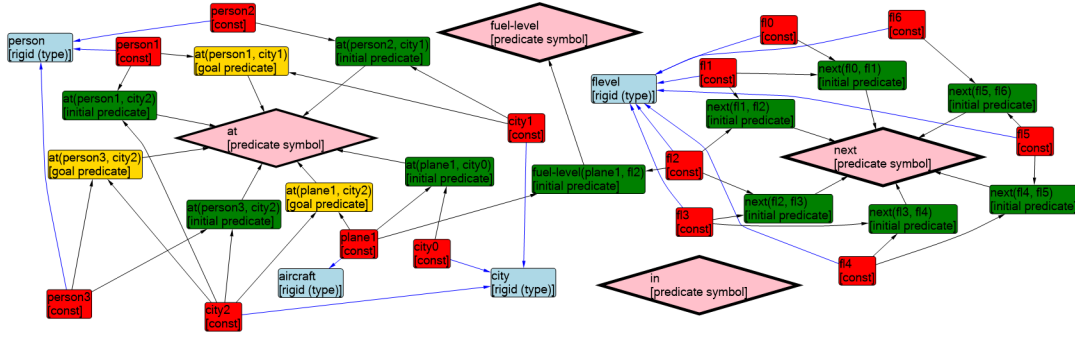 person2
[const]
fuel-level
[predicate symbol]
fl0
[const]
fl6
[const]
person
[rigid (type)]
person1
[const]
at(person1, city1)
[goal predicate]
at(person2, city1)
[initial predicate]
flevel
[rigid (type)]
fl1
[const]
next(fl0, fl1)
[initial predicate]
next(fl5, fl6)
[initial predicate]
at(person1, city2)
[initial predicate]
next(fl1, fl2)
[initial predicate]
at
[predicate symbol]
city1
[const]
fl5
[const]
at(person3, city2)
[goal predicate]
at(plane1, city0)
[initial predicate]
fuel-level(plane1, fl2)
[initial predicate]
fl2
[const]
next
[predicate symbol]
at(person3, city2)
[initial predicate]
at(plane1, city2)
[goal predicate]
next(fl2, fl3)
[initial predicate]
next(fl4, fl5)
[initial predicate]
fl3
[const]
next(fl3, fl4)
[initial predicate]
plane1
[const]
city0
[const]
fl4
[const]
aircraft
[rigid (type)]
city
[rigid (type)]
in
[predicate symbol]
person3
[const]
city2
[const]